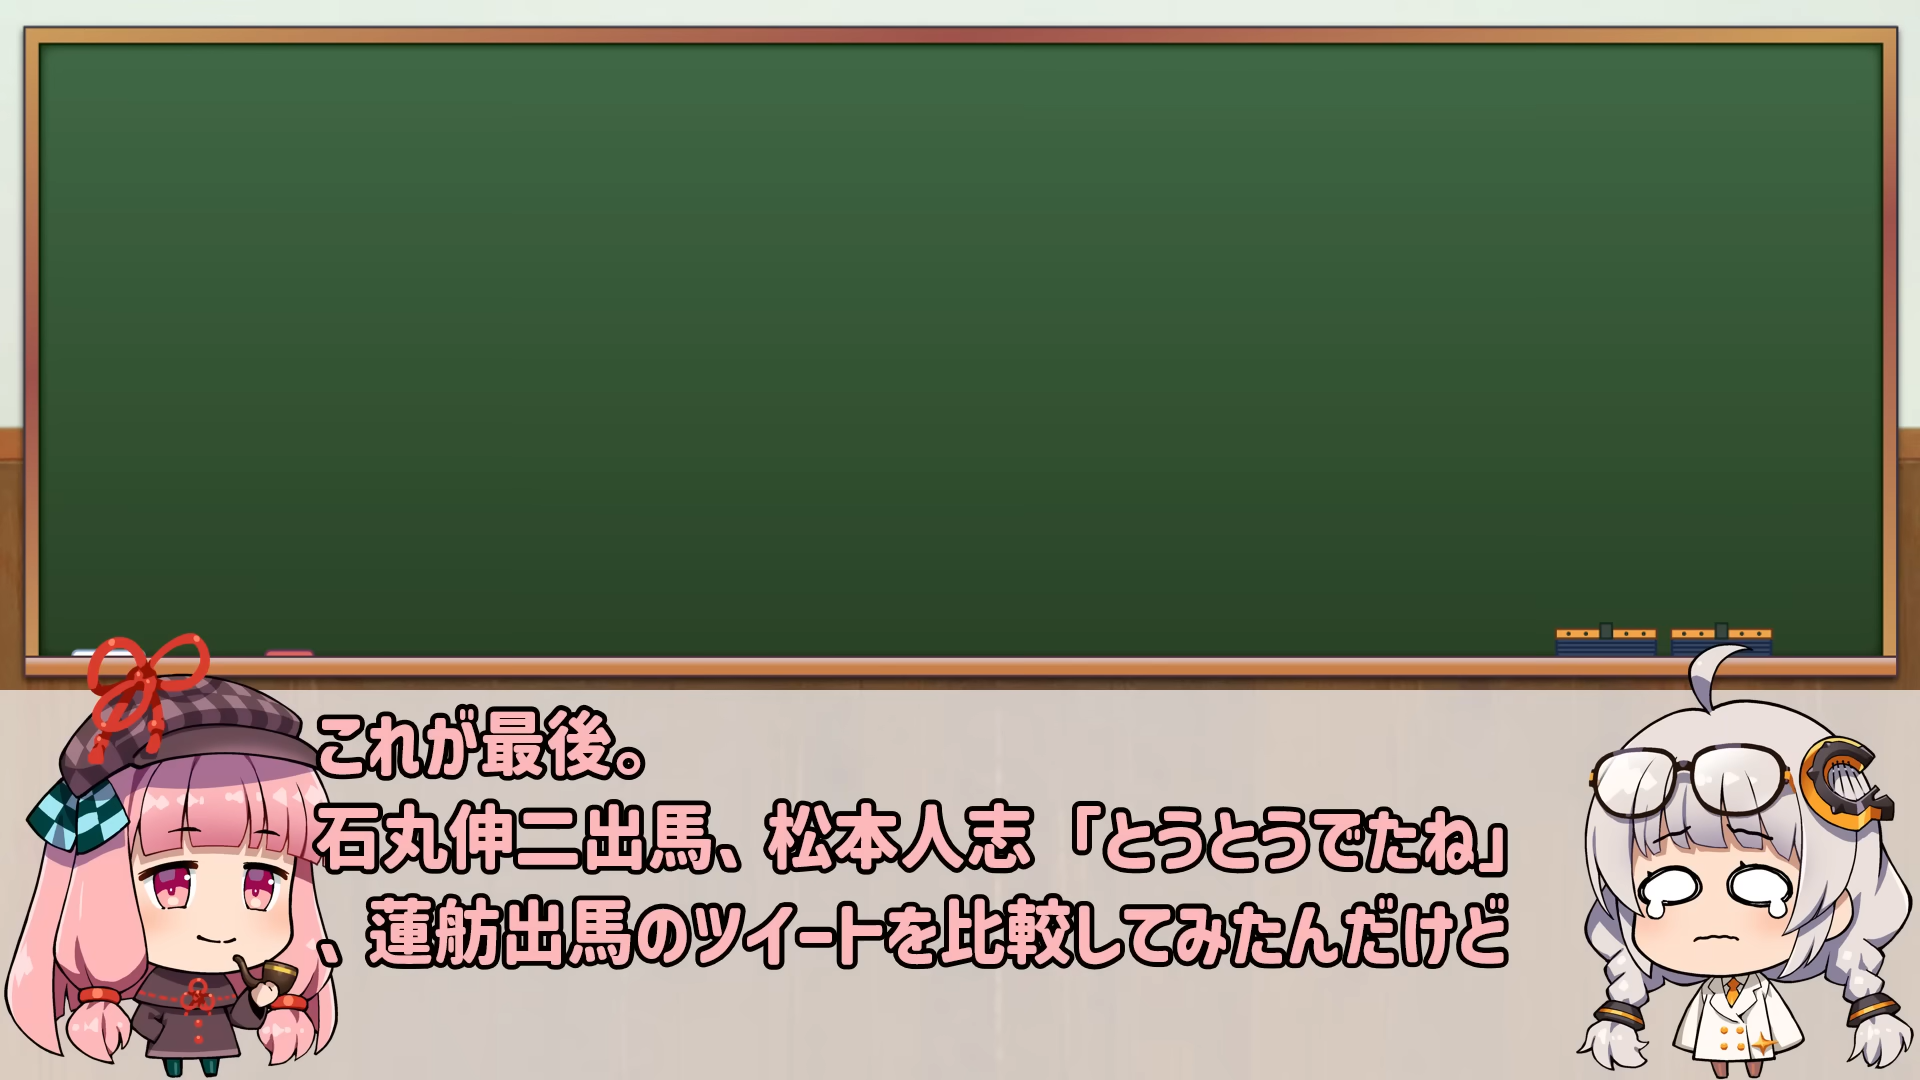 これが最後。
石丸伸二出馬、松本人志「とうとうでたね」
、蓮舫出馬のツイートを比較してみたんだけど